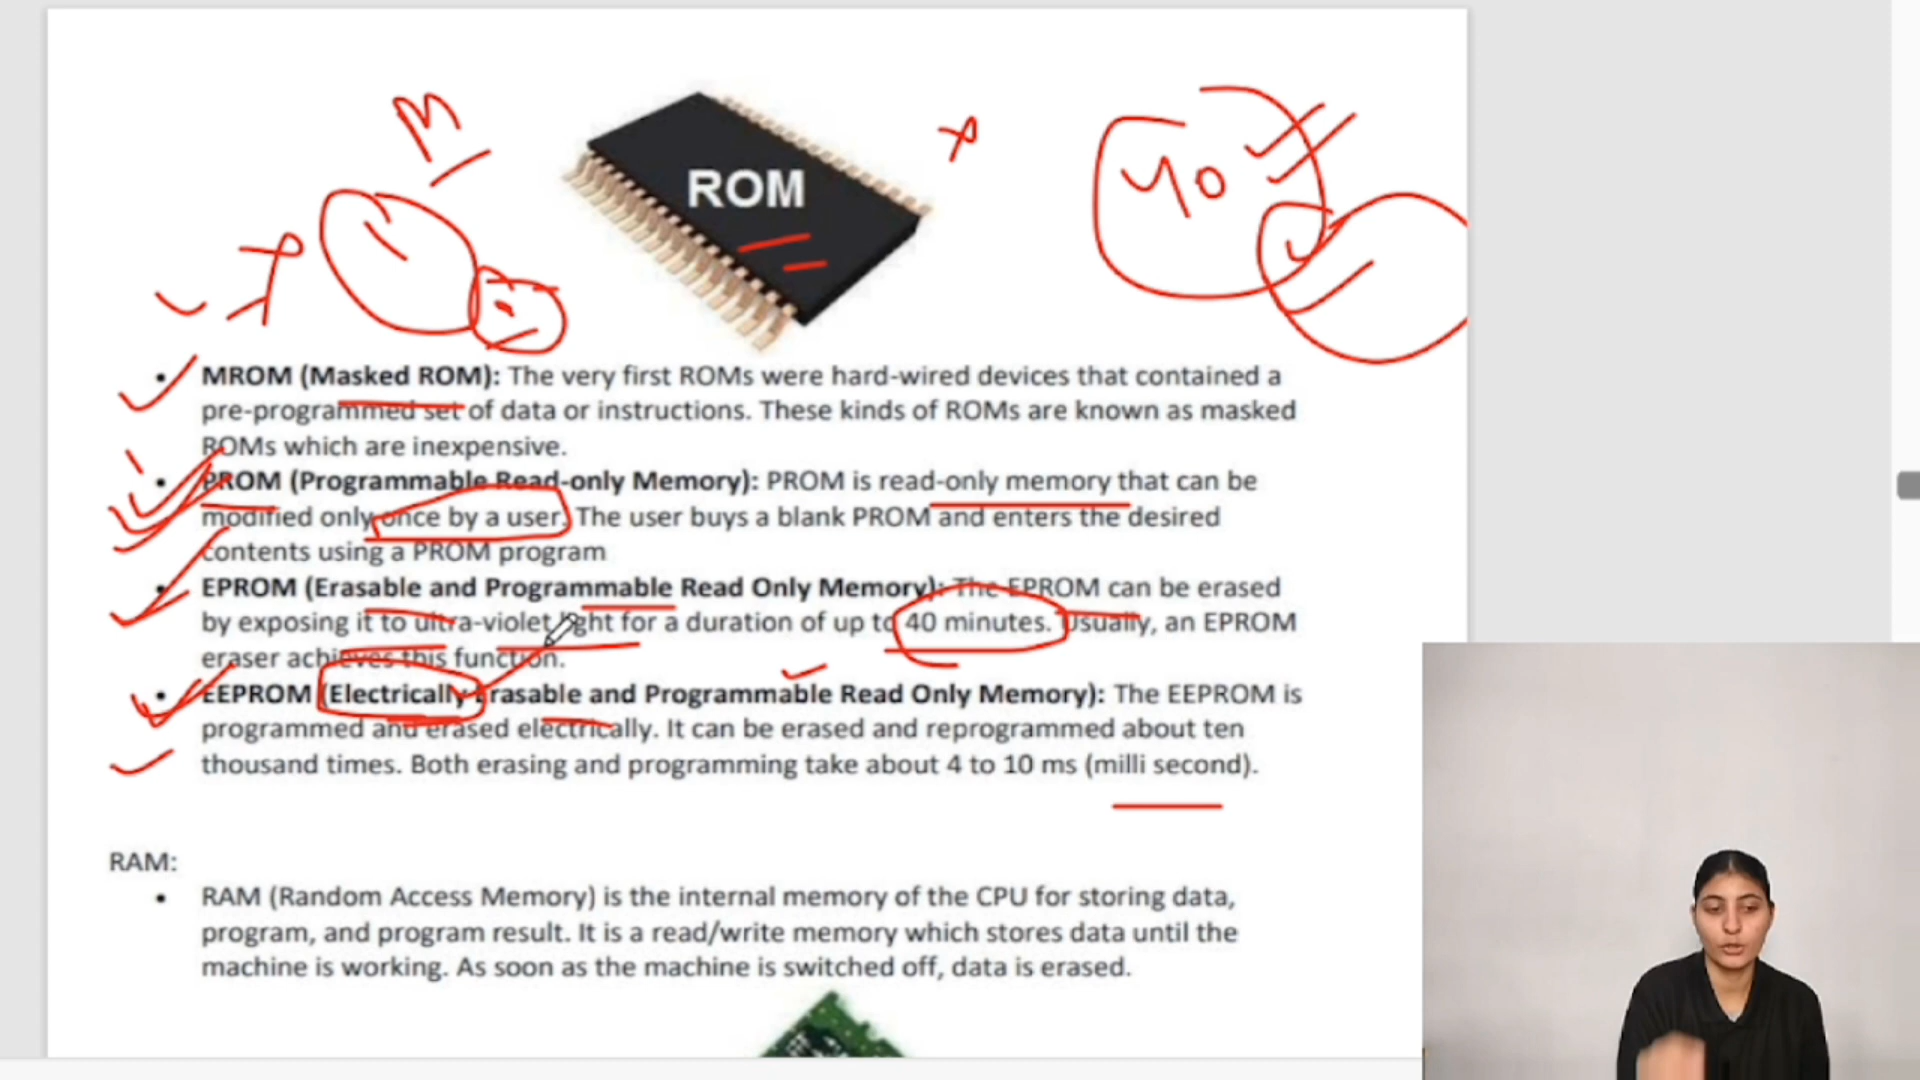 M
ROM
40
MROM (Masked ROM): The very first ROMs were hard-wired devices that contained a
pre-programmed set of data or instructions. These kinds of ROMs are known as masked
ROMs which are inexpensive.
PROM (Programmable Read-only Memory): PROM is read-only memory that can be
modified only once by a user. The user buys a blank PROM and enters the desired
contents using a PROM program
EPROM (Erasable and Programmable Read Only Memory): The EPROM can be erased
by exposing it to ultra-violet light for a duration of up to 40 minutes. Usually, an EPROM
eraser achieves this function.
EEPROM (Electrically Erasable and Programmable Read Only Memory): The EEPROM is
programmed and erased electrically. It can be erased and reprogrammed about ten
thousand times. Both erasing and programming take about 4 to 10 ms (milli second).
RAM:
RAM (Random Access Memory) is the internal memory of the CPU for storing data,
program, and program result. It is a read/write memory which stores data until the
machine is working. As soon as the machine is switched off, data is erased.